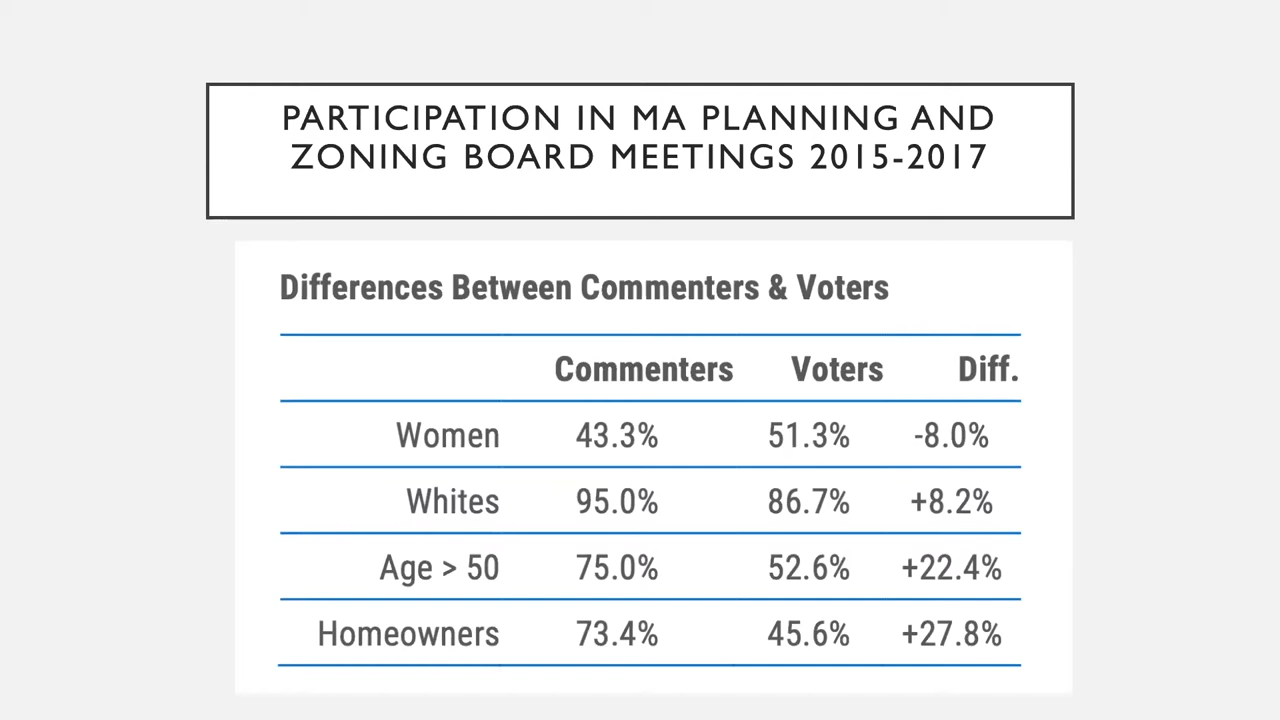 PARTICIPATION IN MA PLANNING AND
ZONING BOARD MEETINGS 2015-2017
Differences Between Commenters & Voters
Commenters Voters Diff.
Women 43.3% 51.3% -8.0%
Whites 95.0% 86.7% +8.2%
Age > 50 75.0% 52.6% +22.4%
Homeowners 73.4% 45.6% +27.8%